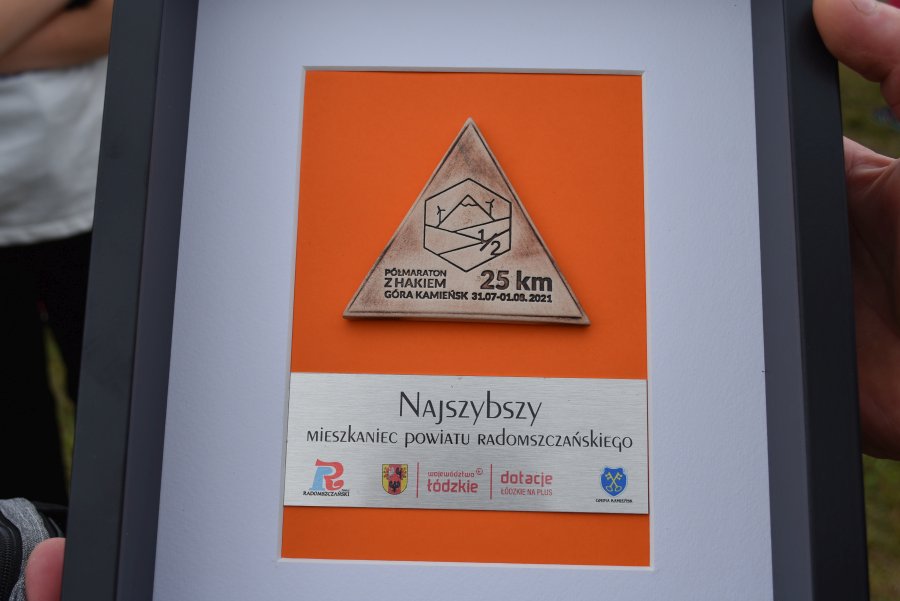 1/2
PÓŁMARATON
Z HAKIEM 25 km
GÓRA KAMIEŃSK 31.07-01.08.2021
Najszybszy
mieszkaniec powiatu radomszczańskiego
RADOMSZCZAŃSKI
województwo
łódzkie
dotacje
ŁÓDZKIE NA PLUS
GMINA KAMIEŃSK